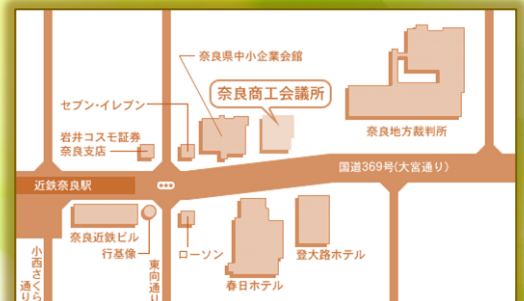 奈良県中小企業会館
奈良商工会議所
セブン・イレブン
奈良地方裁判所
岩井コスモ証券
奈良支店
国道369号(大宮通り)
近鉄奈良駅
奈良近鉄ビル
行基像
ローソン
登大路ホテル
春日ホテル
小西さくら
通り
東向通り